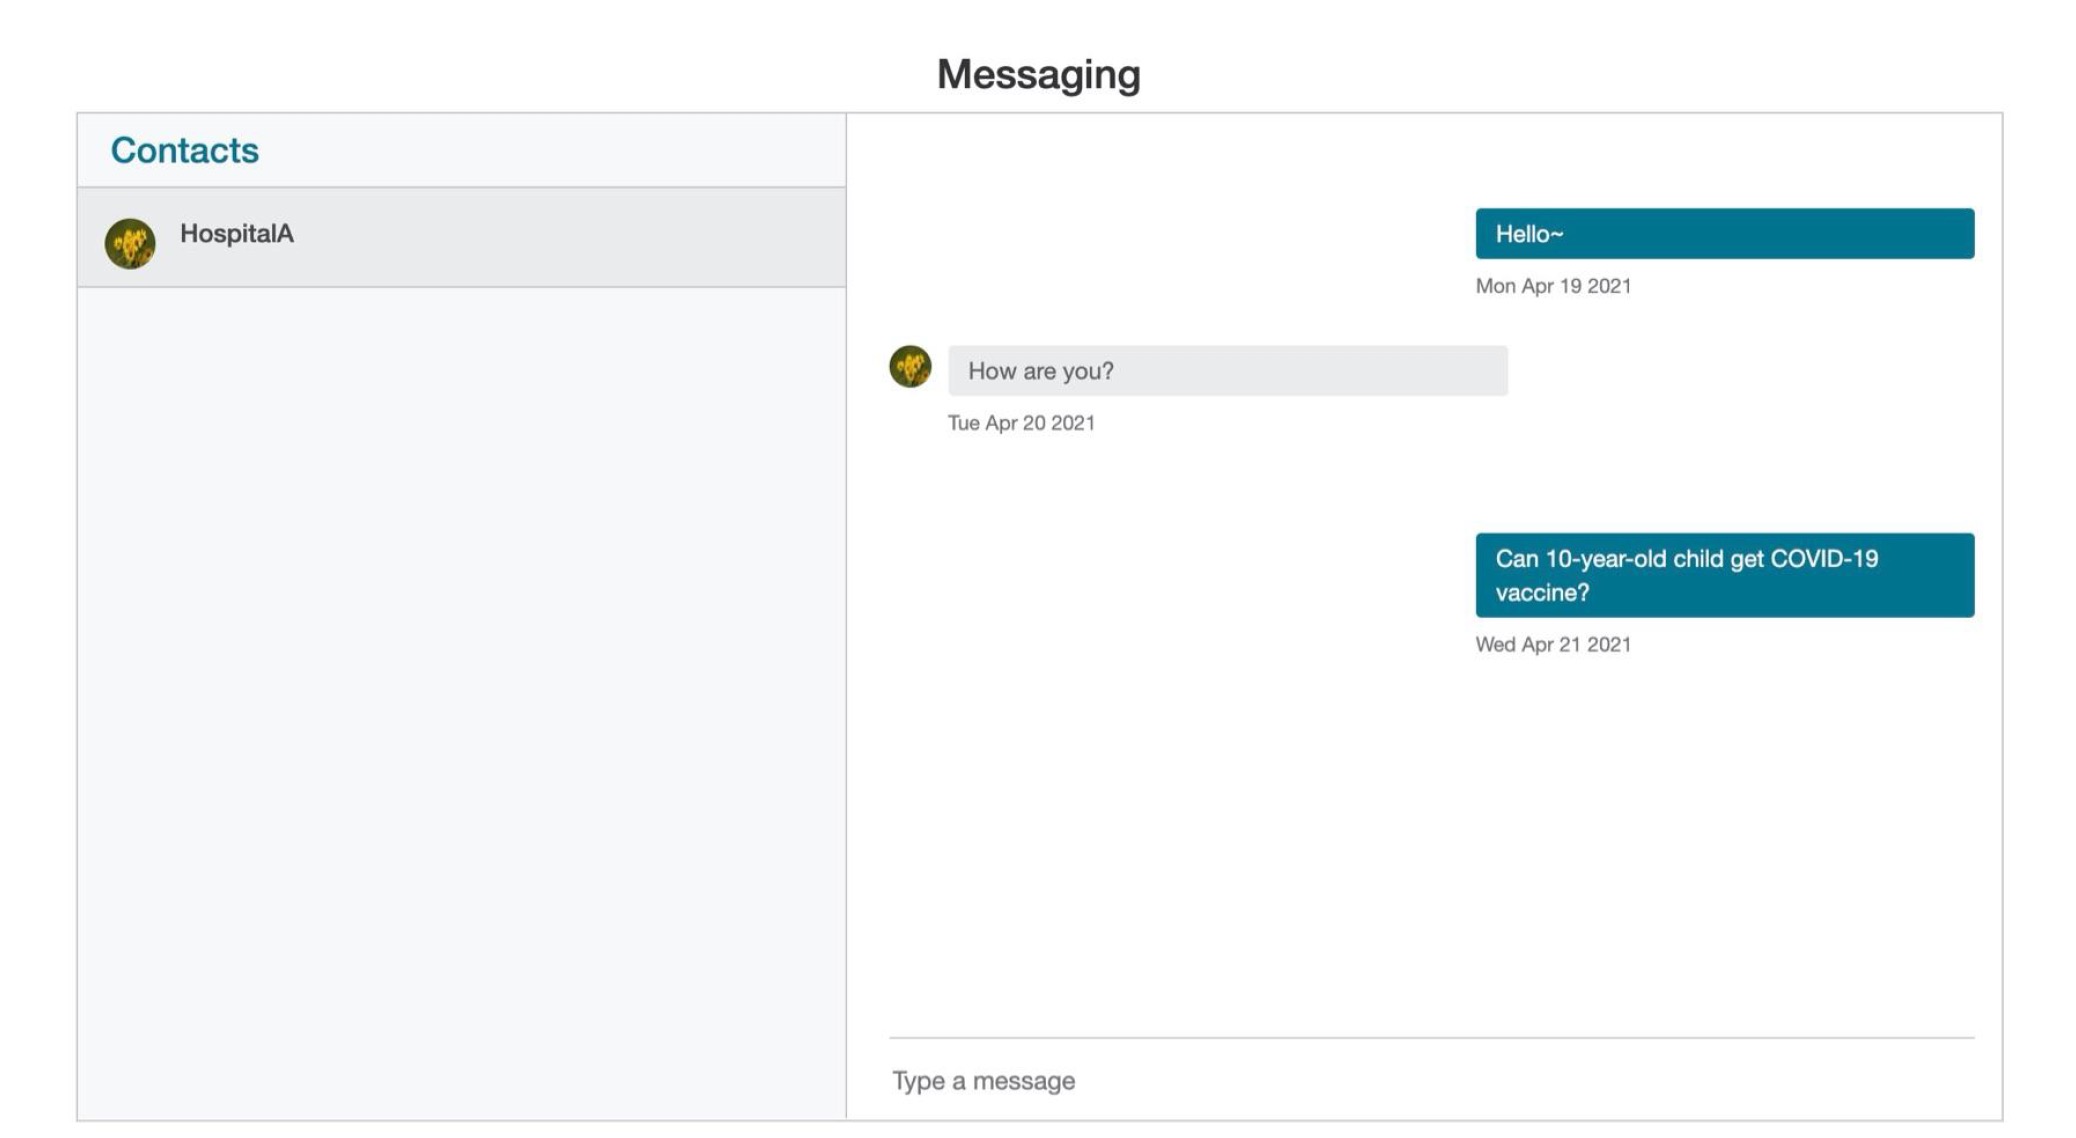 Messaging
Contacts
HospitalA
Hello~
Mon Apr 19 2021
How are you?
Tue Apr 20 2021
Can 10-year-old child get COVID-19
vaccine?
Wed Apr 21 2021
Type a message